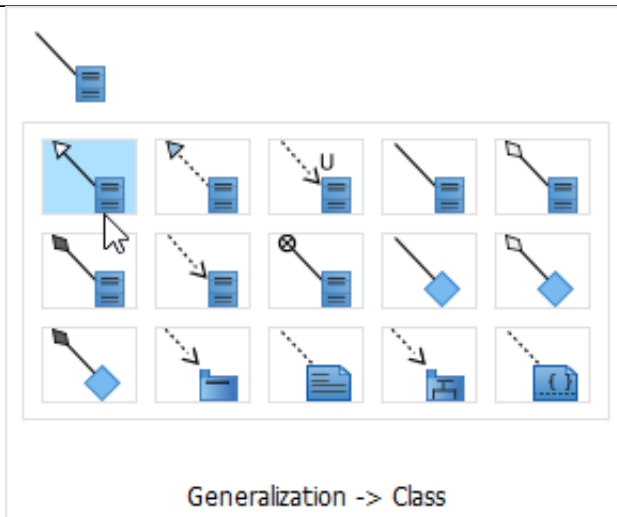 U
{ }
Generalization -> Class